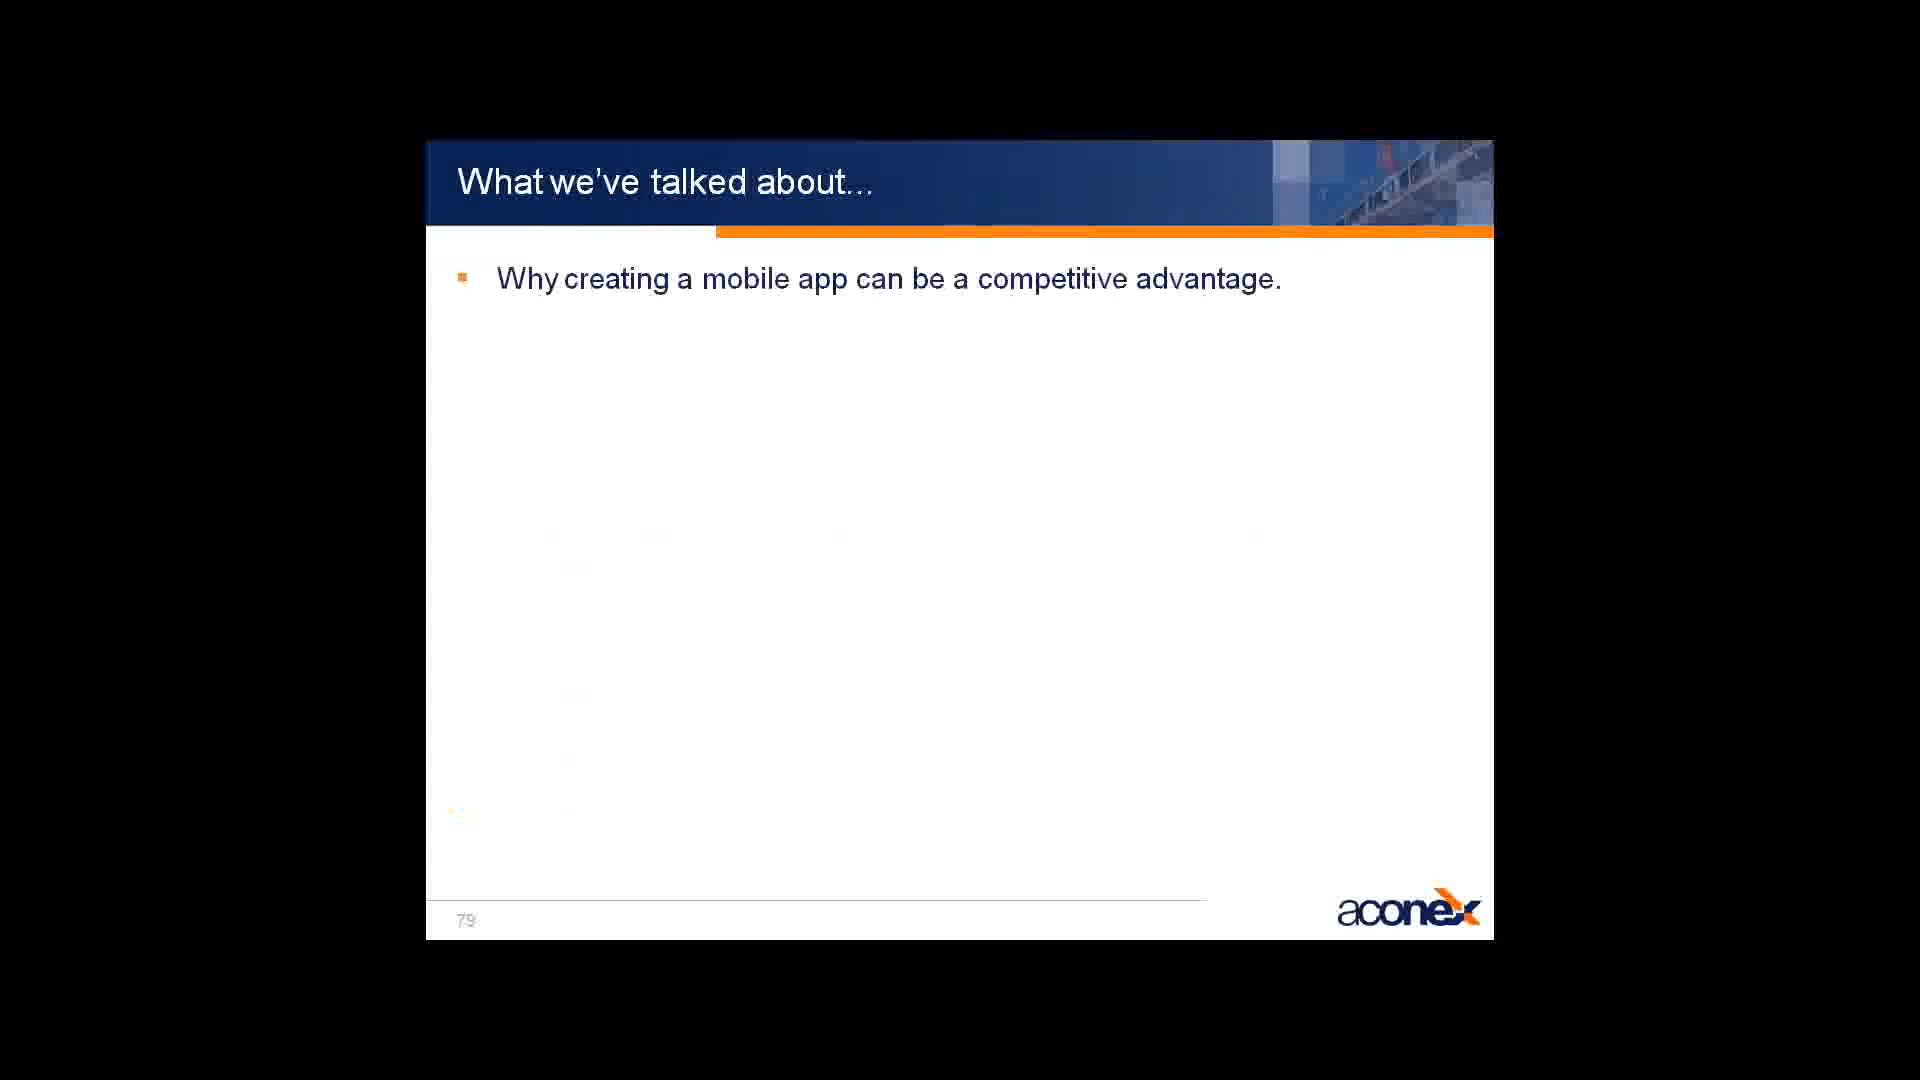 What we've talked about...
Why creating a mobile app can be a competitive advantage.
79
aconex